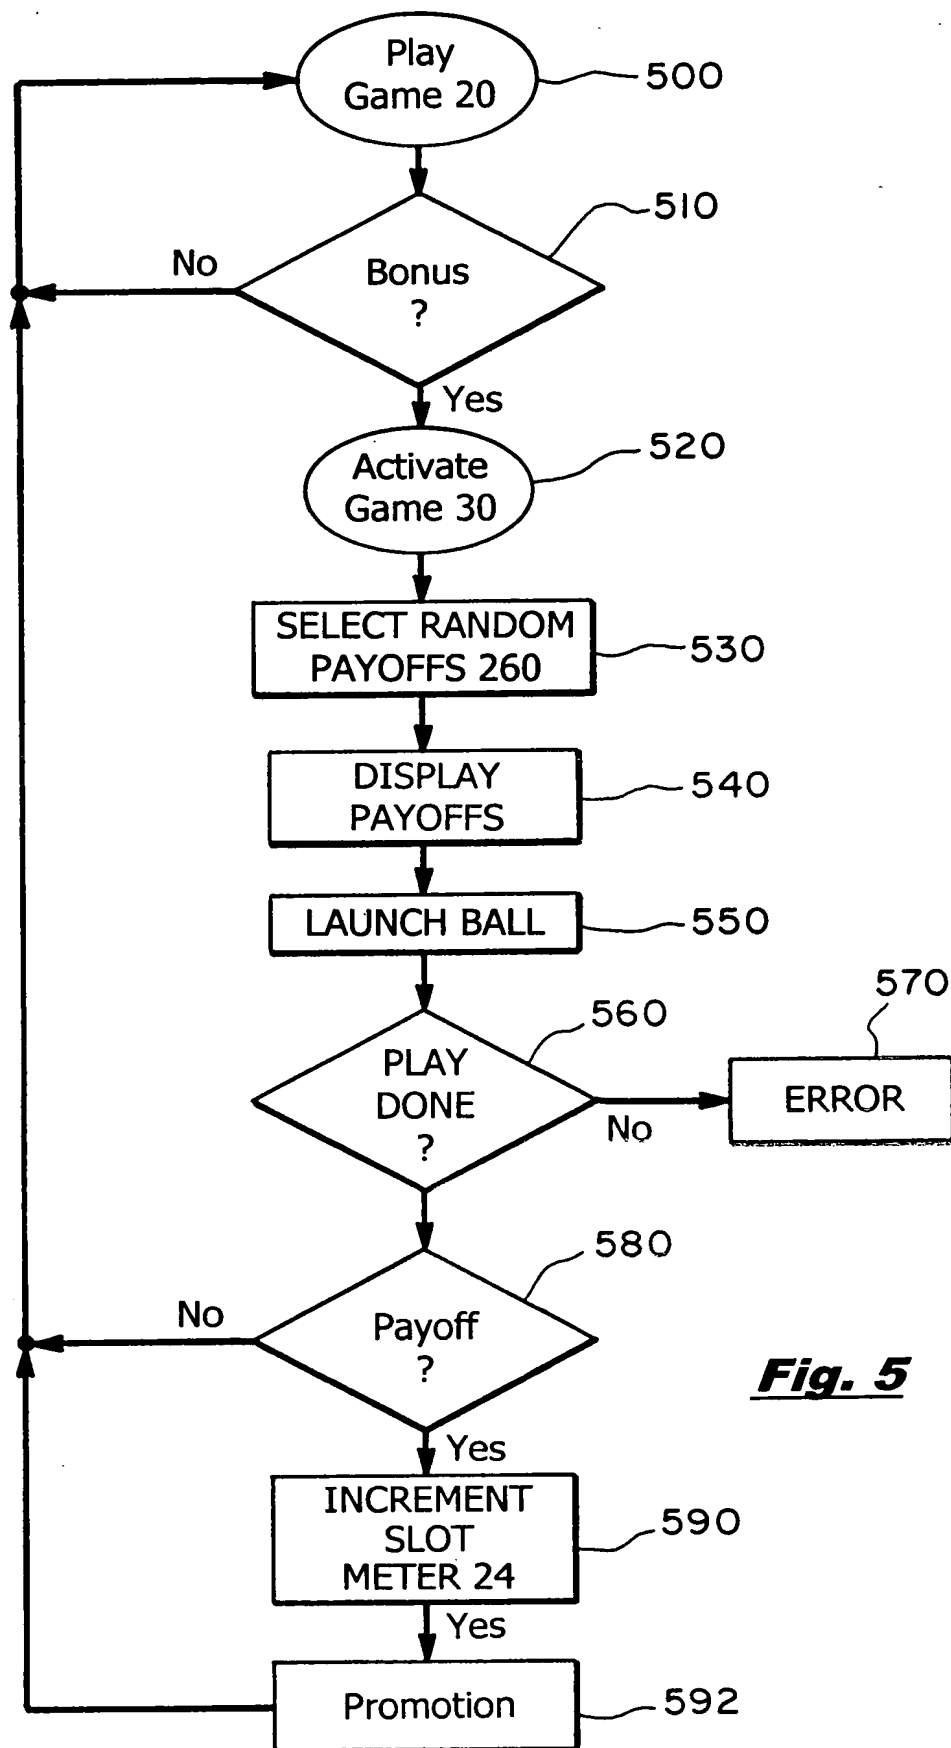 Play
Game 20
500
510
No
Bonus
?
Yes
520
Activate
Game 30
SELECT RANDOM
PAYOFFS 260
530
DISPLAY
PAYOFFS
540
LAUNCH BALL
550
560
570
PLAY
DONE
?
No
ERROR
580
No
Payoff
?
Fig. 5
Yes
INCREMENT
SLOT
METER 24
590
Yes
Promotion
592